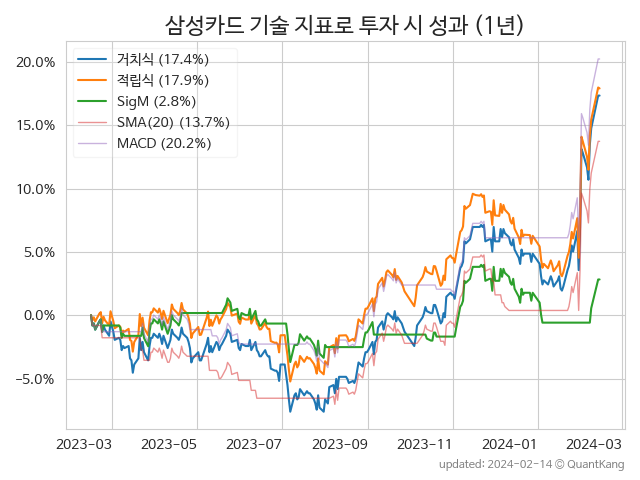 삼성카드 기술 지표로 투자 시 성과 (1년)
거치식 (17.4%)
적립식 (17.9%)
SigM (2.8%)
SMA(20) (13.7%)
MACD (20.2%)
20.0%
15.0%
10.0%
5.0%
0.0%
−5.0%
2023-03 2023-05 2023-07 2023-09 2023-11 2024-01 2024-03
updated: 2024-02-14 © QuantKang